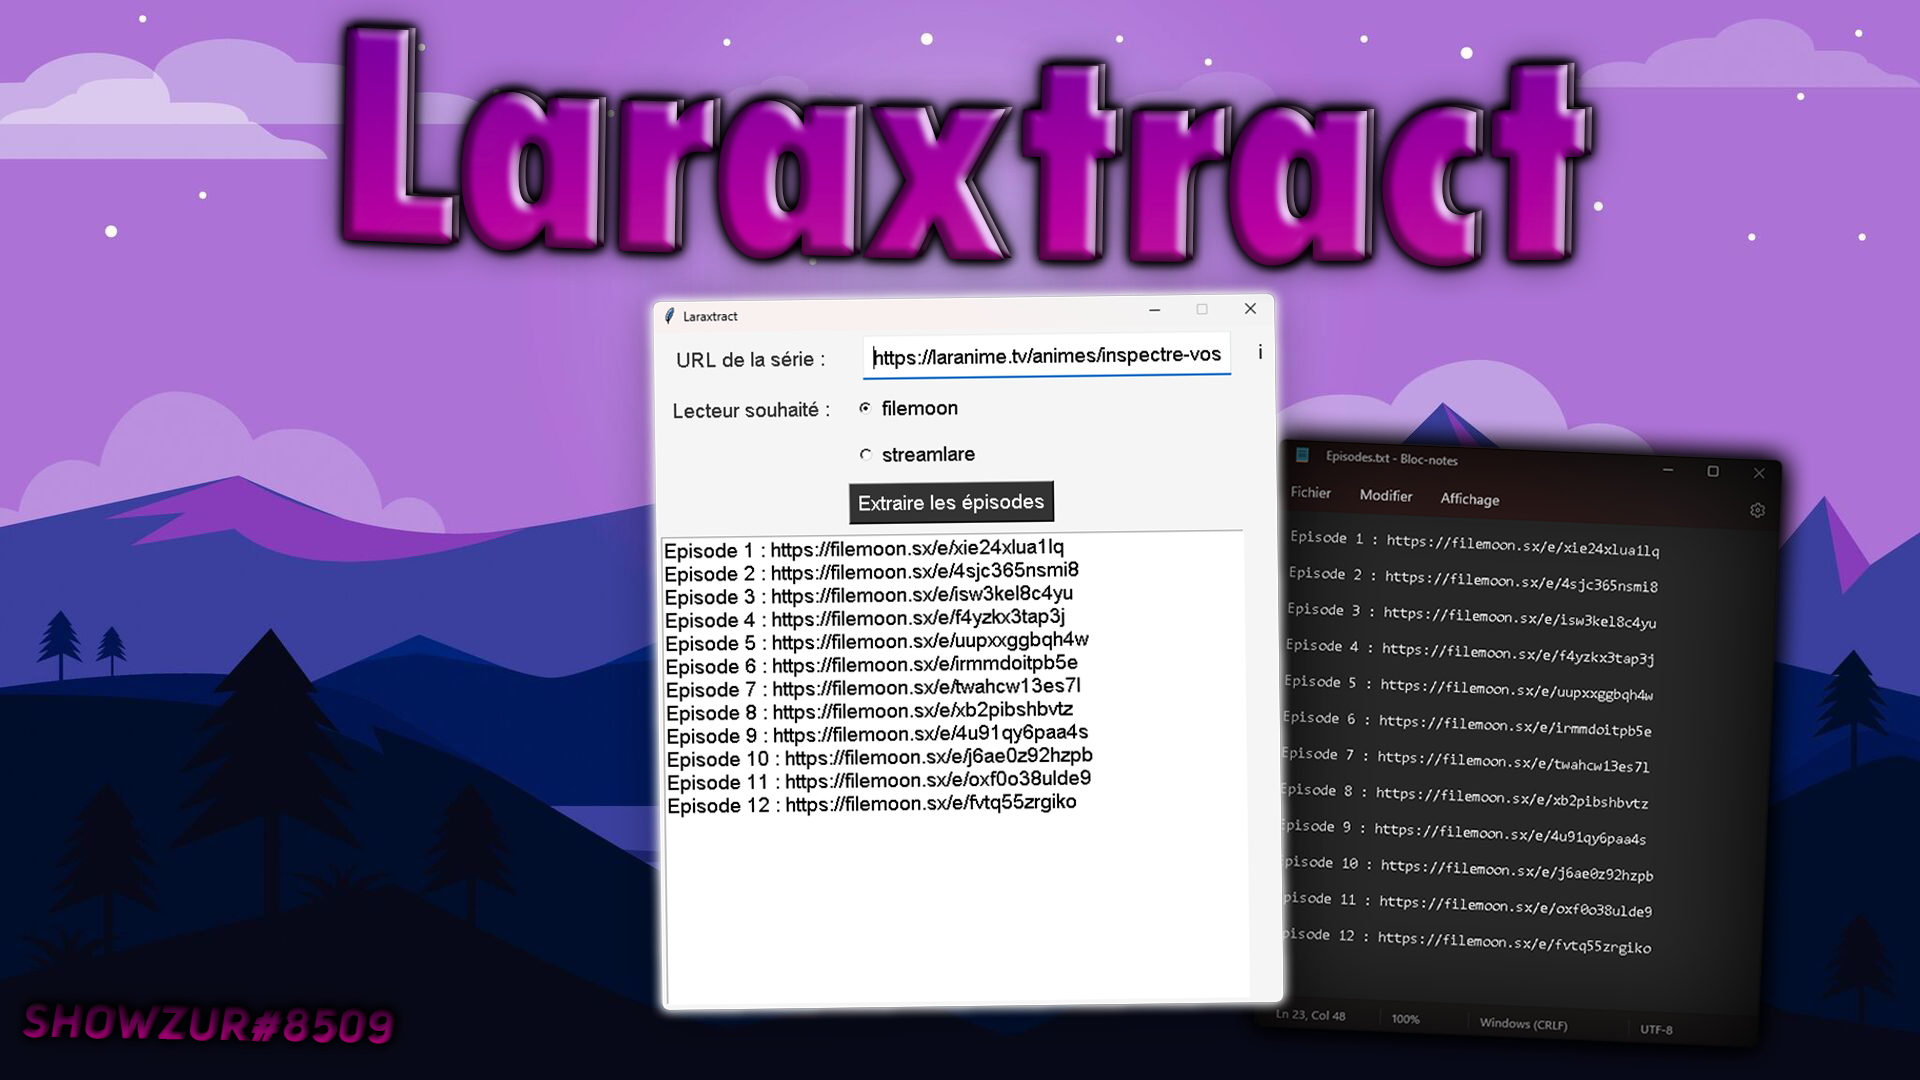 Laraxtract
Laraxtract
URL de la série :
https://laranime.tv/animes/inspectre-vos
i
Lecteur souhaité :
filemoon
streamlare
Extraire les épisodes
Episode 1 : https://filemoon.sx/e/xie24xlua1lq
Episode 2 : https://filemoon.sx/e/4sjc365nsmi8
Episode 3 : https://filemoon.sx/e/isw3kel8c4yu
Episode 4 : https://filemoon.sx/e/f4yzkx3tap3j
Episode 5 : https://filemoon.sx/e/uupxxggbqh4w
Episode 6 : https://filemoon.sx/e/irmmdoitpb5e
Episode 7 : https://filemoon.sx/e/twahcw13es7l
Episode 8 : https://filemoon.sx/e/xb2pibshbvtz
Episode 9 : https://filemoon.sx/e/4u91qy6paa4s
Episode 10 : https://filemoon.sx/e/j6ae0z92hzpb
Episode 11 : https://filemoon.sx/e/oxf0o38ulde9
Episode 12 : https://filemoon.sx/e/fvtq55zrgiko
Episodes.txt - Bloc-notes
Fichier Modifier Affichage
Episode 1 : https://filemoon.sx/e/xie24xlua1lq
Episode 2 : https://filemoon.sx/e/4sjc365nsmi8
Episode 3 : https://filemoon.sx/e/isw3kel8c4yu
Episode 4 : https://filemoon.sx/e/f4yzkx3tap3j
Episode 5 : https://filemoon.sx/e/uupxxggbqh4w
Episode 6 : https://filemoon.sx/e/irmmdoitpb5e
Episode 7 : https://filemoon.sx/e/twahcw13es7l
Episode 8 : https://filemoon.sx/e/xb2pibshbvtz
Episode 9 : https://filemoon.sx/e/4u91qy6paa4s
pisode 10 : https://filemoon.sx/e/j6ae0z92hzpb
pisode 11 : https://filemoon.sx/e/oxf0o38ulde9
pisode 12 : https://filemoon.sx/e/fvtq55zrgiko
Ln 23, Col 48 100% Windows (CRLF) UTF-8
SHOWZUR#8509